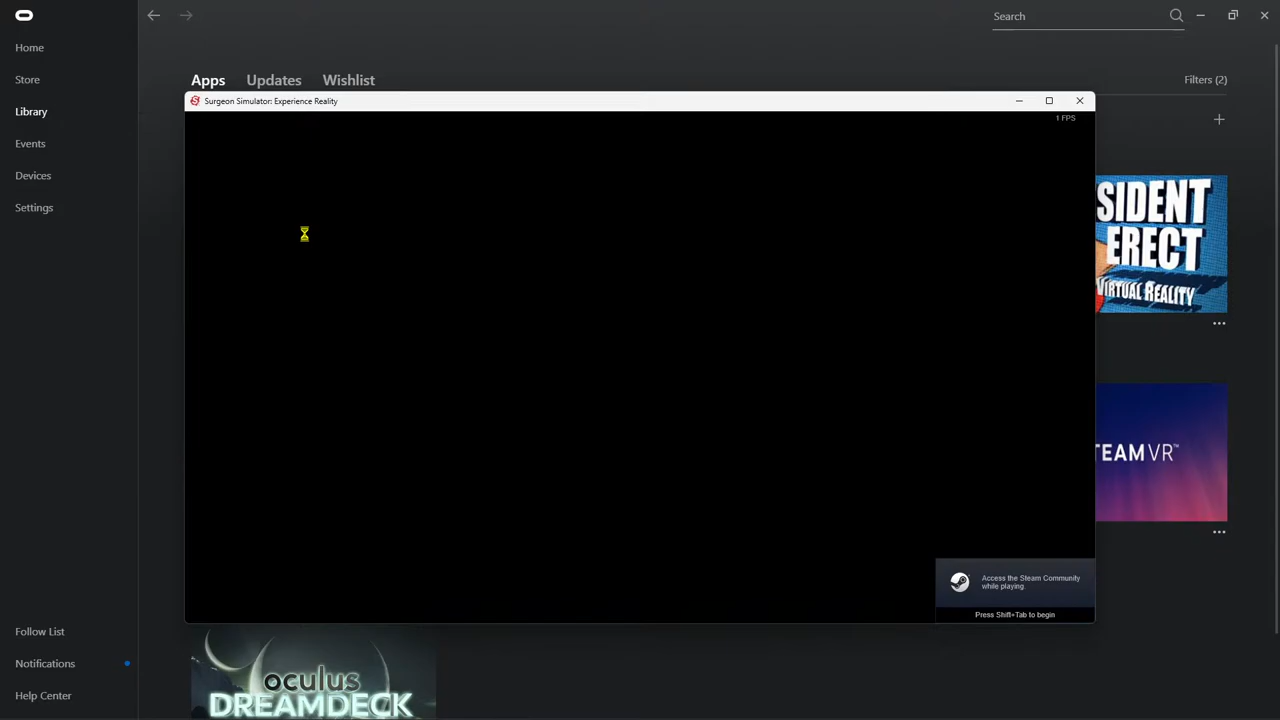 Search
Home
Store
Library
Events
Devices
Settings
Apps Updates Wishlist
Filters (2)
Surgeon Simulator: Experience Reality
1 FPS
SIDENT
ERECT
VIRTUAL REALITY
TEAM VR™
Access the Steam Community
while playing.
Press Shift+Tab to begin
Follow List
Notifications
Help Center
oculus
DREAMDECK